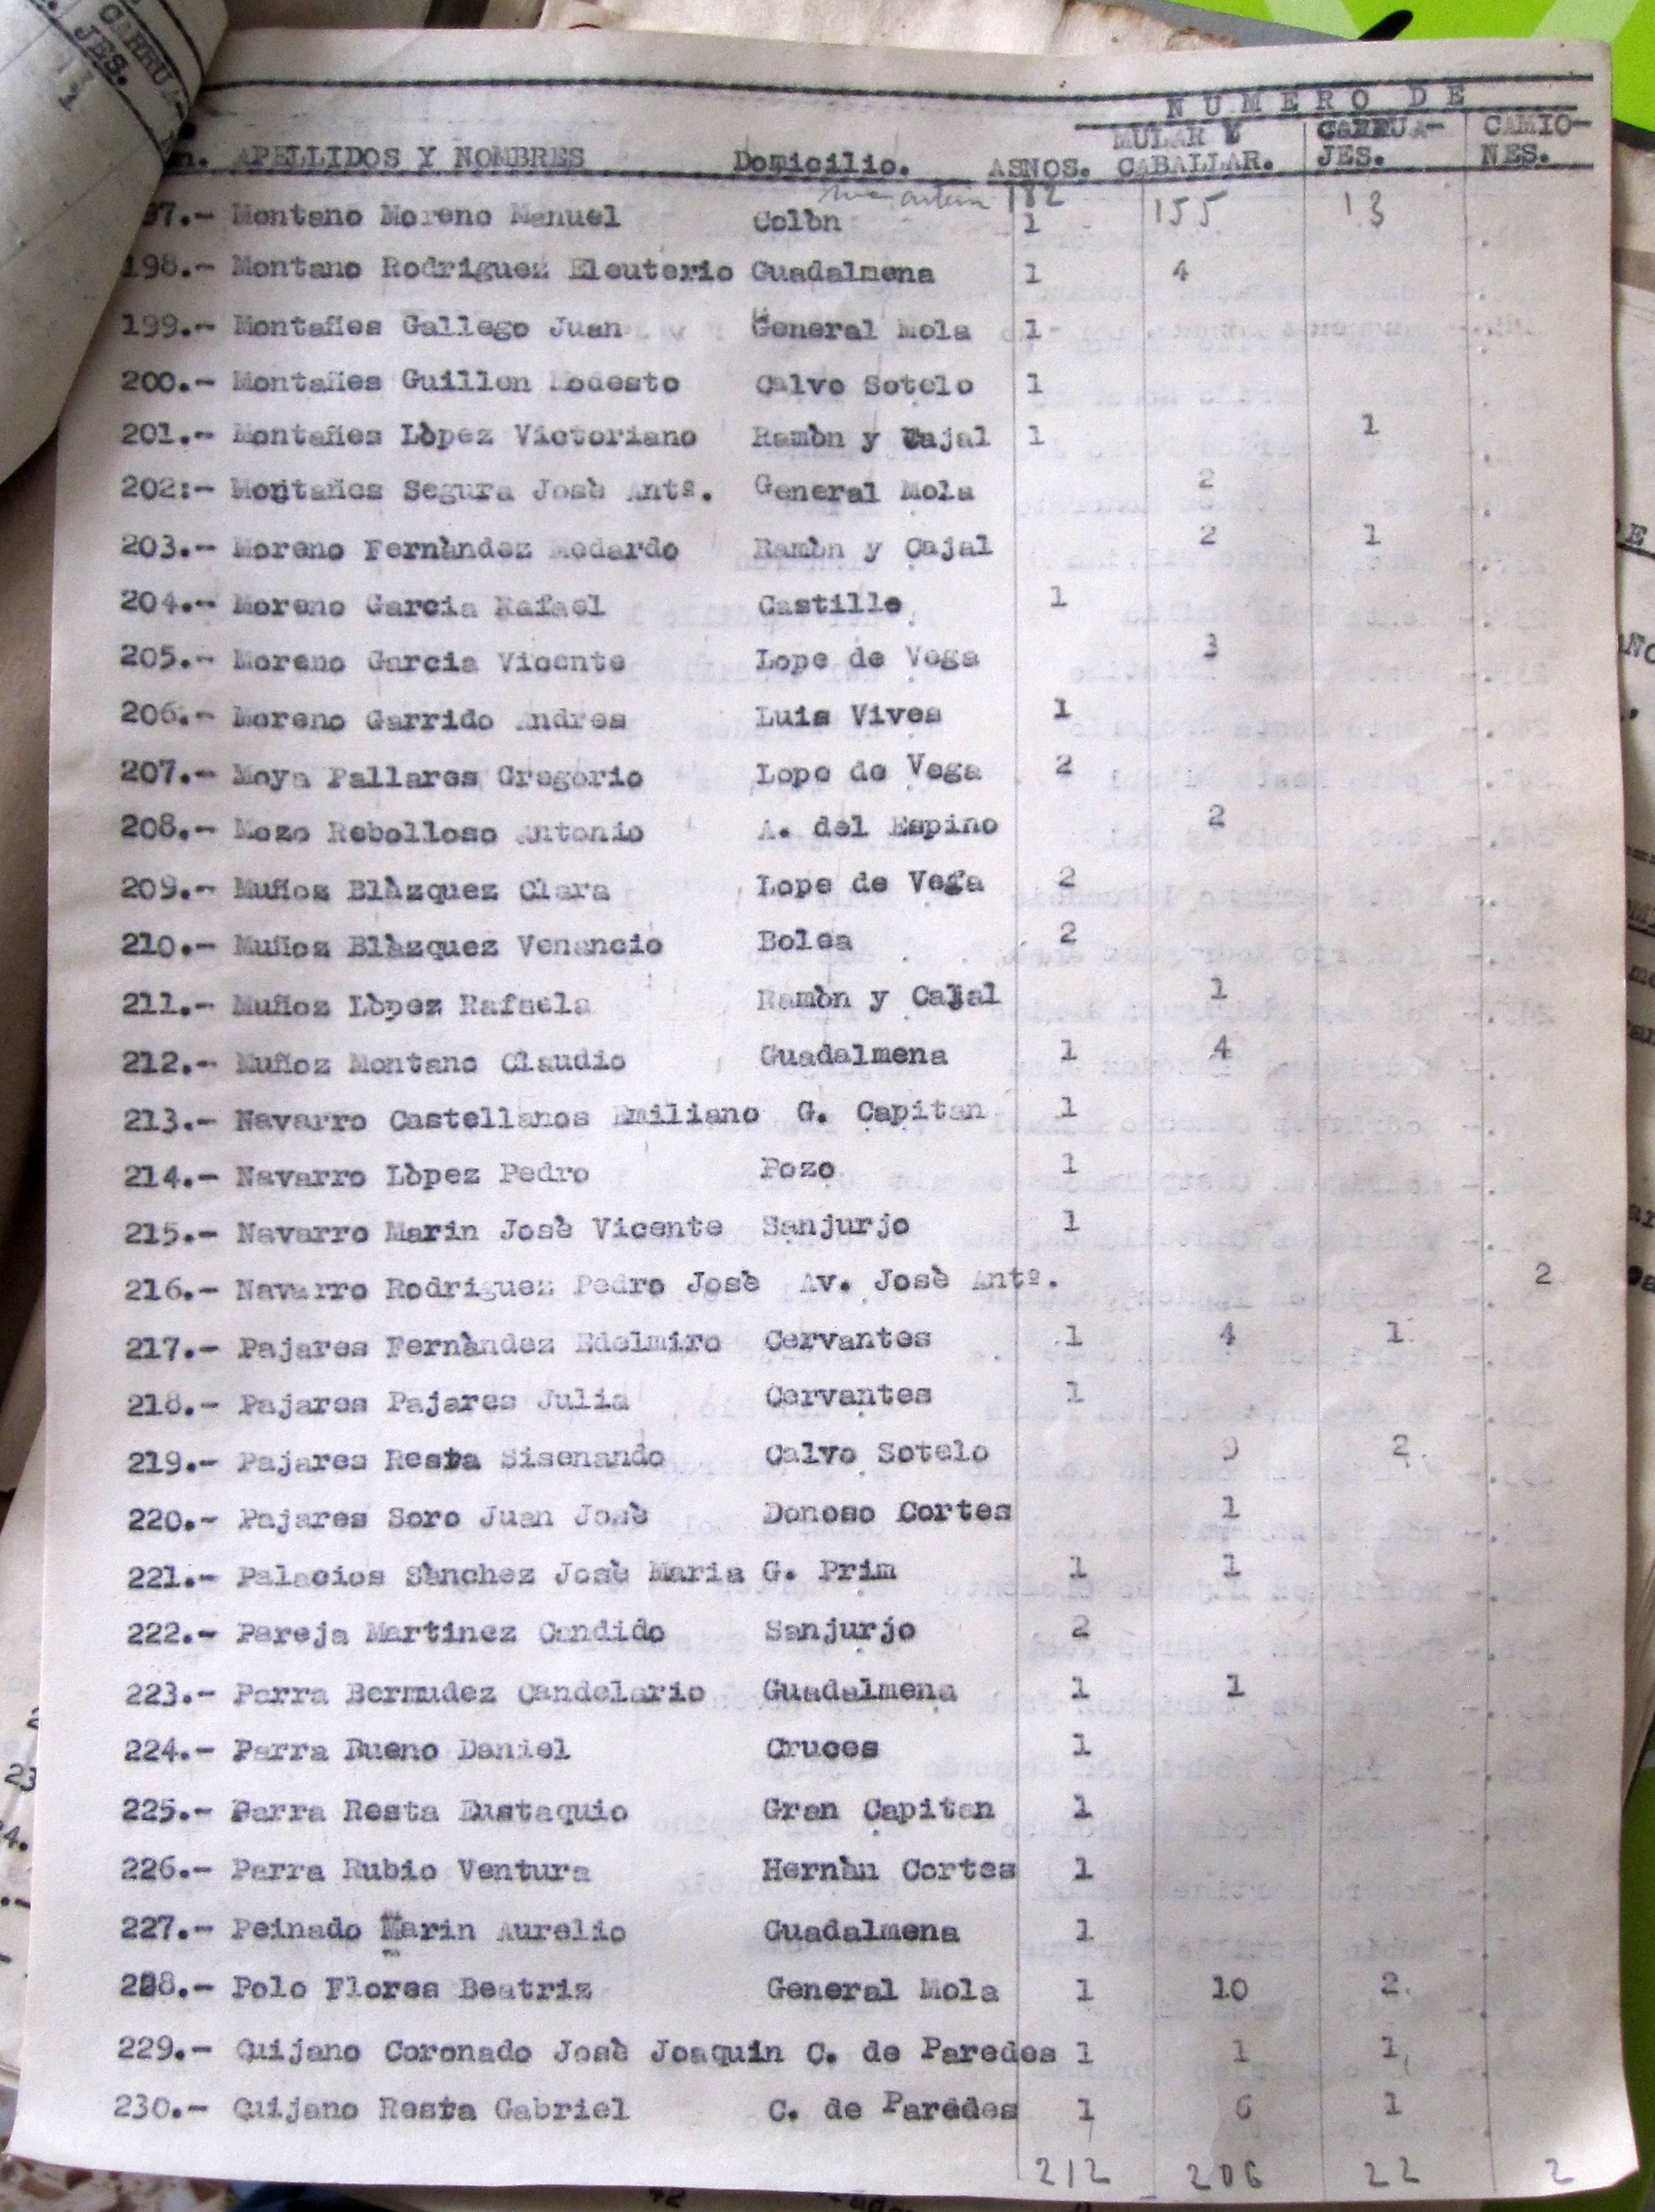 CARRUA-
JES.
NUMERO DE
n. APELLIDOS Y NOMBRES Domicilio. ASNOS. MULAR Y CABALLAR. CARRUA-JES. CAMIO-NES.
182 155 13
97.- Montano Moreno Manuel Colòn 1
198.- Montano Rodriguez Eleuterio Guadalmena 1 4
199.- Montañes Gallego Juan General Mola 1
200.- Montañes Guillen Modesto Calvo Sotelo 1
201.- Montañes Lòpez Victoriano Ramòn y Cajal 1 1
202:- Montañes Segura Josè Antº. General Mola 2
203.- Moreno Fernàndez Medardo Ramòn y Cajal 2 1
204.- Moreno Garcia Rafael Castillo 1
205.- Moreno Garcia Vicente Lope de Vega 3
206.- Moreno Garrido Andres Luis Vives 1
207.- Moya Pallares Gregorio Lope de Vega 2
208.- Mozo Rebolloso Antonio A. del Espino 2
209.- Muñoz Blàzquez Clara Lope de Vega 2
210.- Muñoz Blàzquez Venancio Bolea 2
211.- Muñoz Lòpez Rafaela Ramòn y Cajal 1
212.- Muñoz Montano Claudio Guadalmena 1 4
213.- Navarro Castellanos Emiliano G. Capitan 1
214.- Navarro Lòpez Pedro Pozo 1
215.- Navarro Marin Josè Vicente Sanjurjo 1
216.- Navarro Rodriguez Pedro Josè Av. Josè Antº. 2
217.- Pajares Fernàndez Edelmiro Cervantes 1 4 1
218.- Pajares Pajares Julia Cervantes 1
219.- Pajares Resta Sisenando Calvo Sotelo 9 2
220.- Pajares Soro Juan Josè Donoso Cortes 1
221.- Palacios Sànchez Josè Maria G. Prim 1 1
222.- Pareja Martinez Candido Sanjurjo 2
223.- Parra Bermudez Candelario Guadalmena 1 1
224.- Parra Bueno Daniel Cruces 1
225.- Parra Resta Eustaquio Gran Capitan 1
226.- Parra Rubio Ventura Hernàn Cortes 1
227.- Peinado Marin Aurelio Guadalmena 1
228.- Polo Flores Beatriz General Mola 1 10 2
229.- Quijano Coronado Josè Joaquin C. de Paredes 1 1 1
230.- Quijano Resta Gabriel C. de Paredes 1 6 1
212 206 22 2